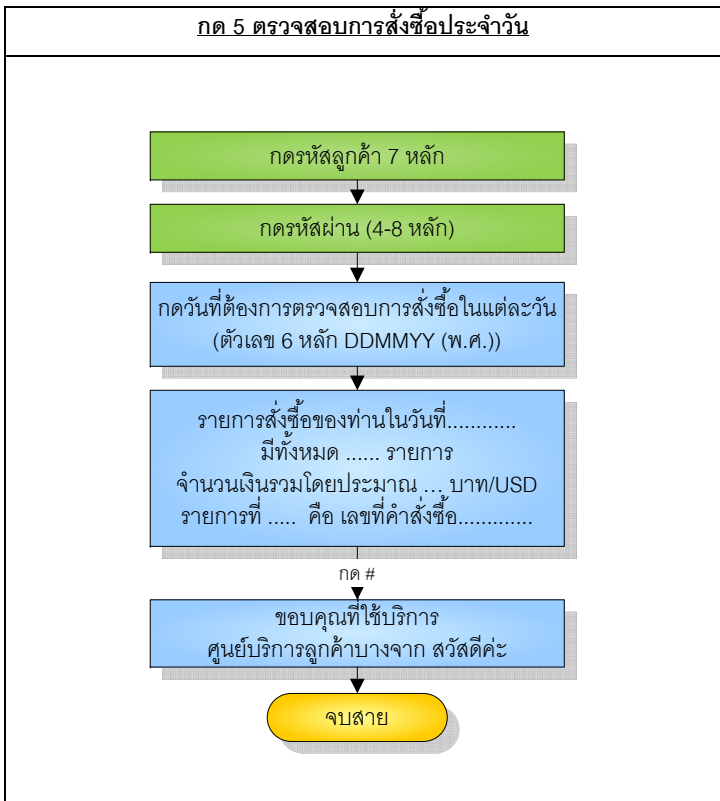 กด 5 ตรวจสอบการสั่งซื้อประจำวัน
กดรหัสลูกค้า 7 หลัก
กดรหัสผ่าน (4-8 หลัก)
กดวันที่ต้องการตรวจสอบการสั่งซื้อในแต่ละวัน
(ตัวเลข 6 หลัก DDMMYY (พ.ศ.))
รายการสั่งซื้อของท่านในวันที่............
มีทั้งหมด ...... รายการ
จำนวนเงินรวมโดยประมาณ ... บาท/USD
รายการที่ ..... คือ เลขที่คำสั่งซื้อ.............
กด #
ขอบคุณที่ใช้บริการ
ศูนย์บริการลูกค้าบางจาก สวัสดีค่ะ
จบสาย